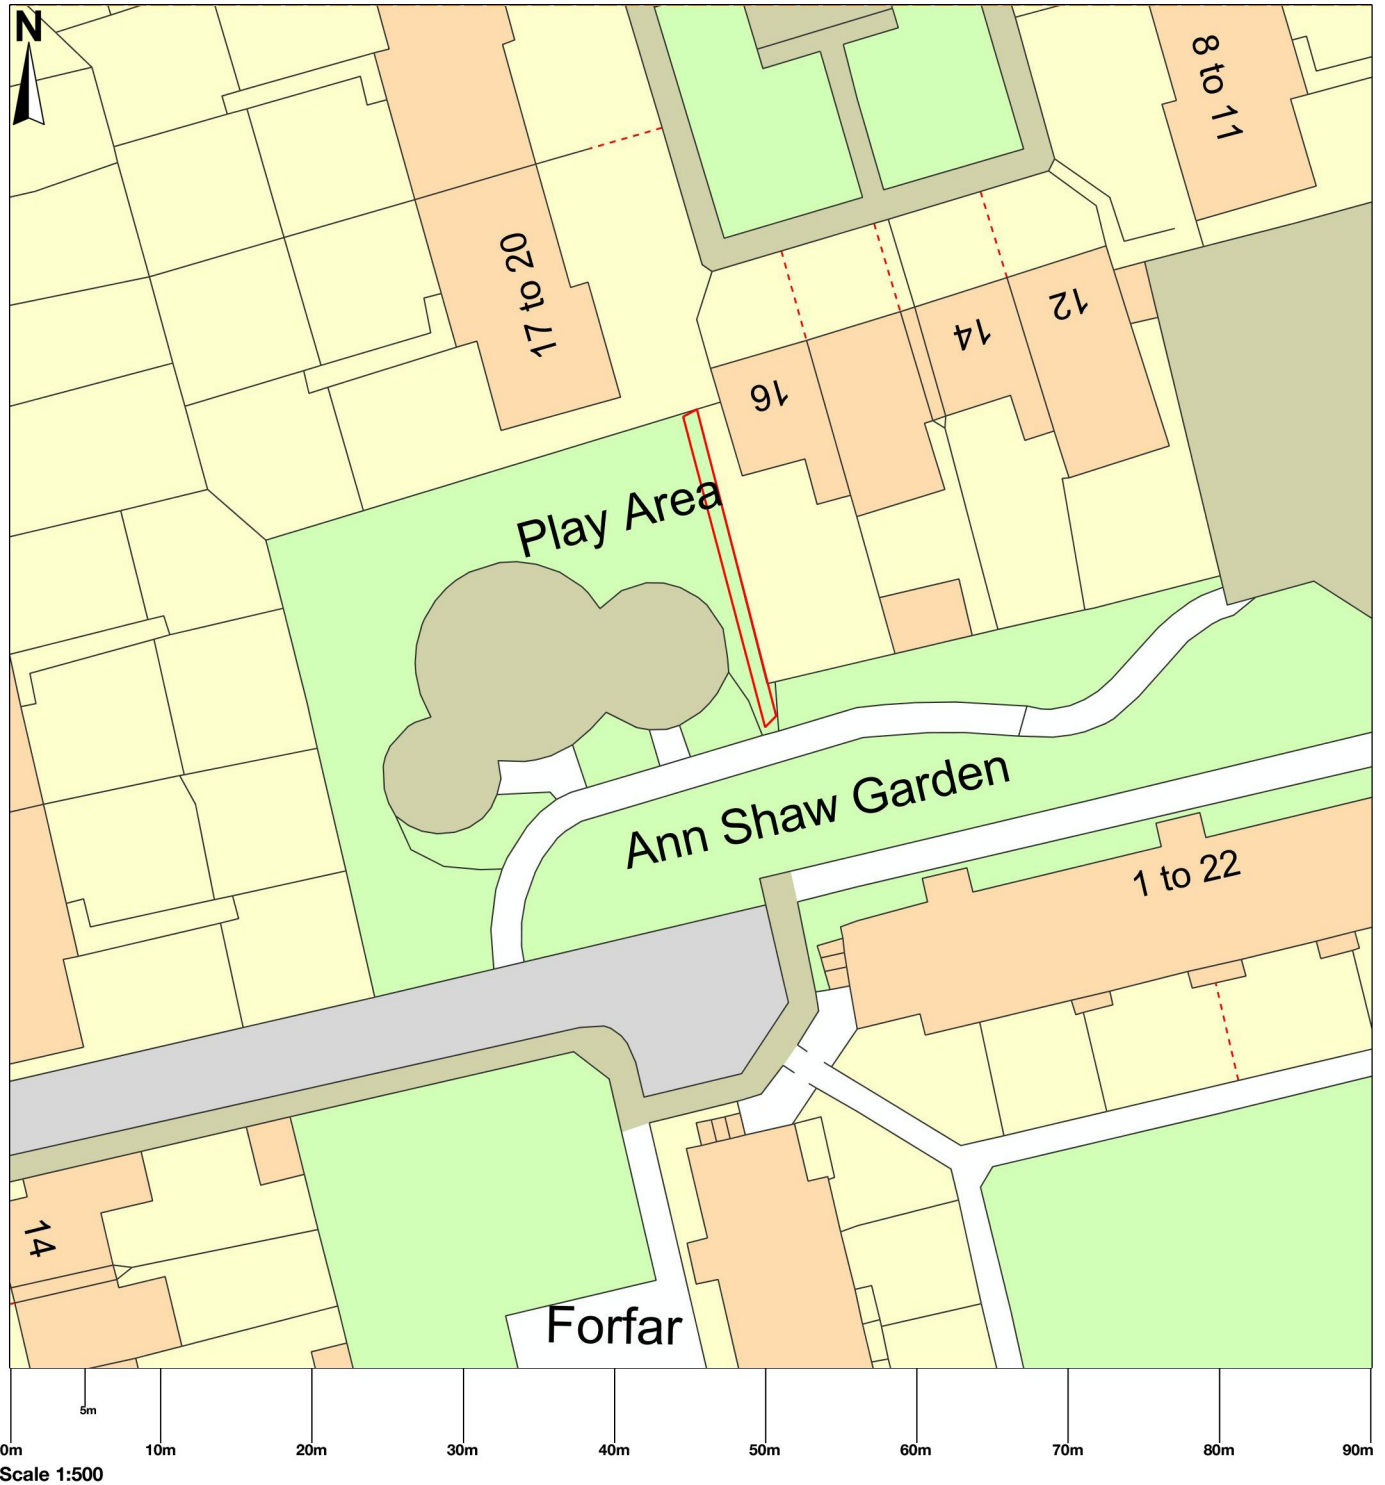 N
8 to 11
17 to 20
12
14
16
Play Area
Ann Shaw Garden
1 to 22
14
Forfar
5m
0m 10m 20m 30m 40m 50m 60m 70m 80m 90m
Scale 1:500